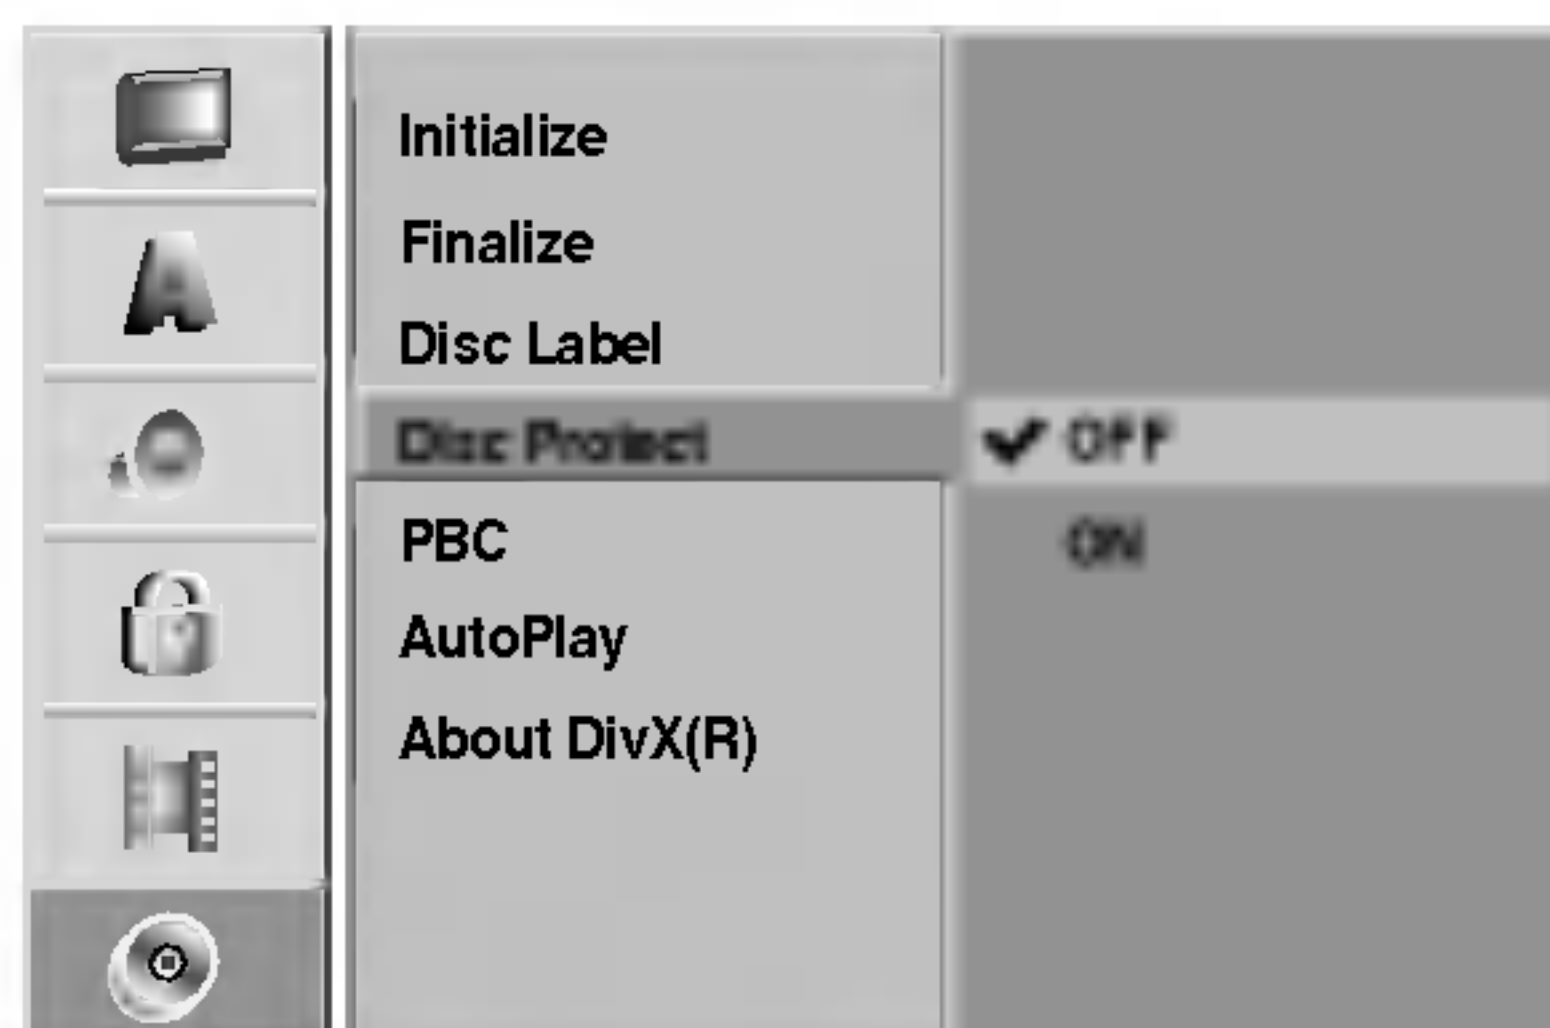 Initialize
Finalize
Disc Label
Disc Protect
OFF
ON
PBC
AutoPlay
About DivX(R)